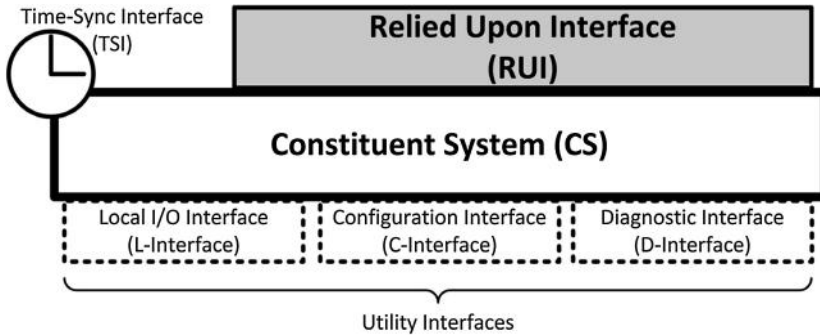 Time-Sync Interface
(TSI)
Relied Upon Interface
(RUI)
Constituent System (CS)
Local I/O Interface
(L-Interface)
Configuration Interface
(C-Interface)
Diagnostic Interface
(D-Interface)
Utility Interfaces